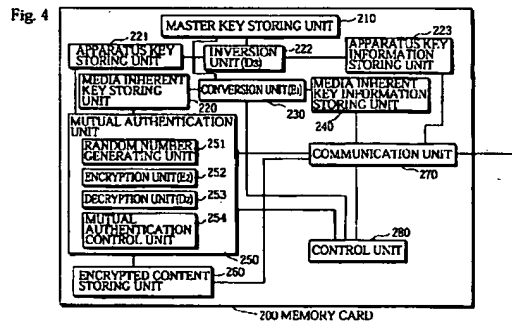 Fig. 4
MASTER KEY STORING UNIT
210
221
APPARATUS KEY
STORING UNIT
INVERSION
UNIT(D3)
222
223
APPARATUS KEY
INFORMATION
STORING UNIT
MEDIA INHERENT
KEY STORING
UNIT
220
CONVERSION UNIT(E1)
230
MEDIA INHERENT
KEY INFORMATION
STORING UNIT
240
MUTUAL AUTHENTICATION
UNIT
RANDOM NUMBER
GENERATING UNIT
251
ENCRYPTION UNIT(E2)
252
DECRYPTION UNIT(D2)
253
MUTUAL
AUTHENTICATION
CONTROL UNIT
254
250
COMMUNICATION UNIT
270
280
CONTROL UNIT
ENCRYPTED CONTENT
STORING UNIT
260
200 MEMORY CARD